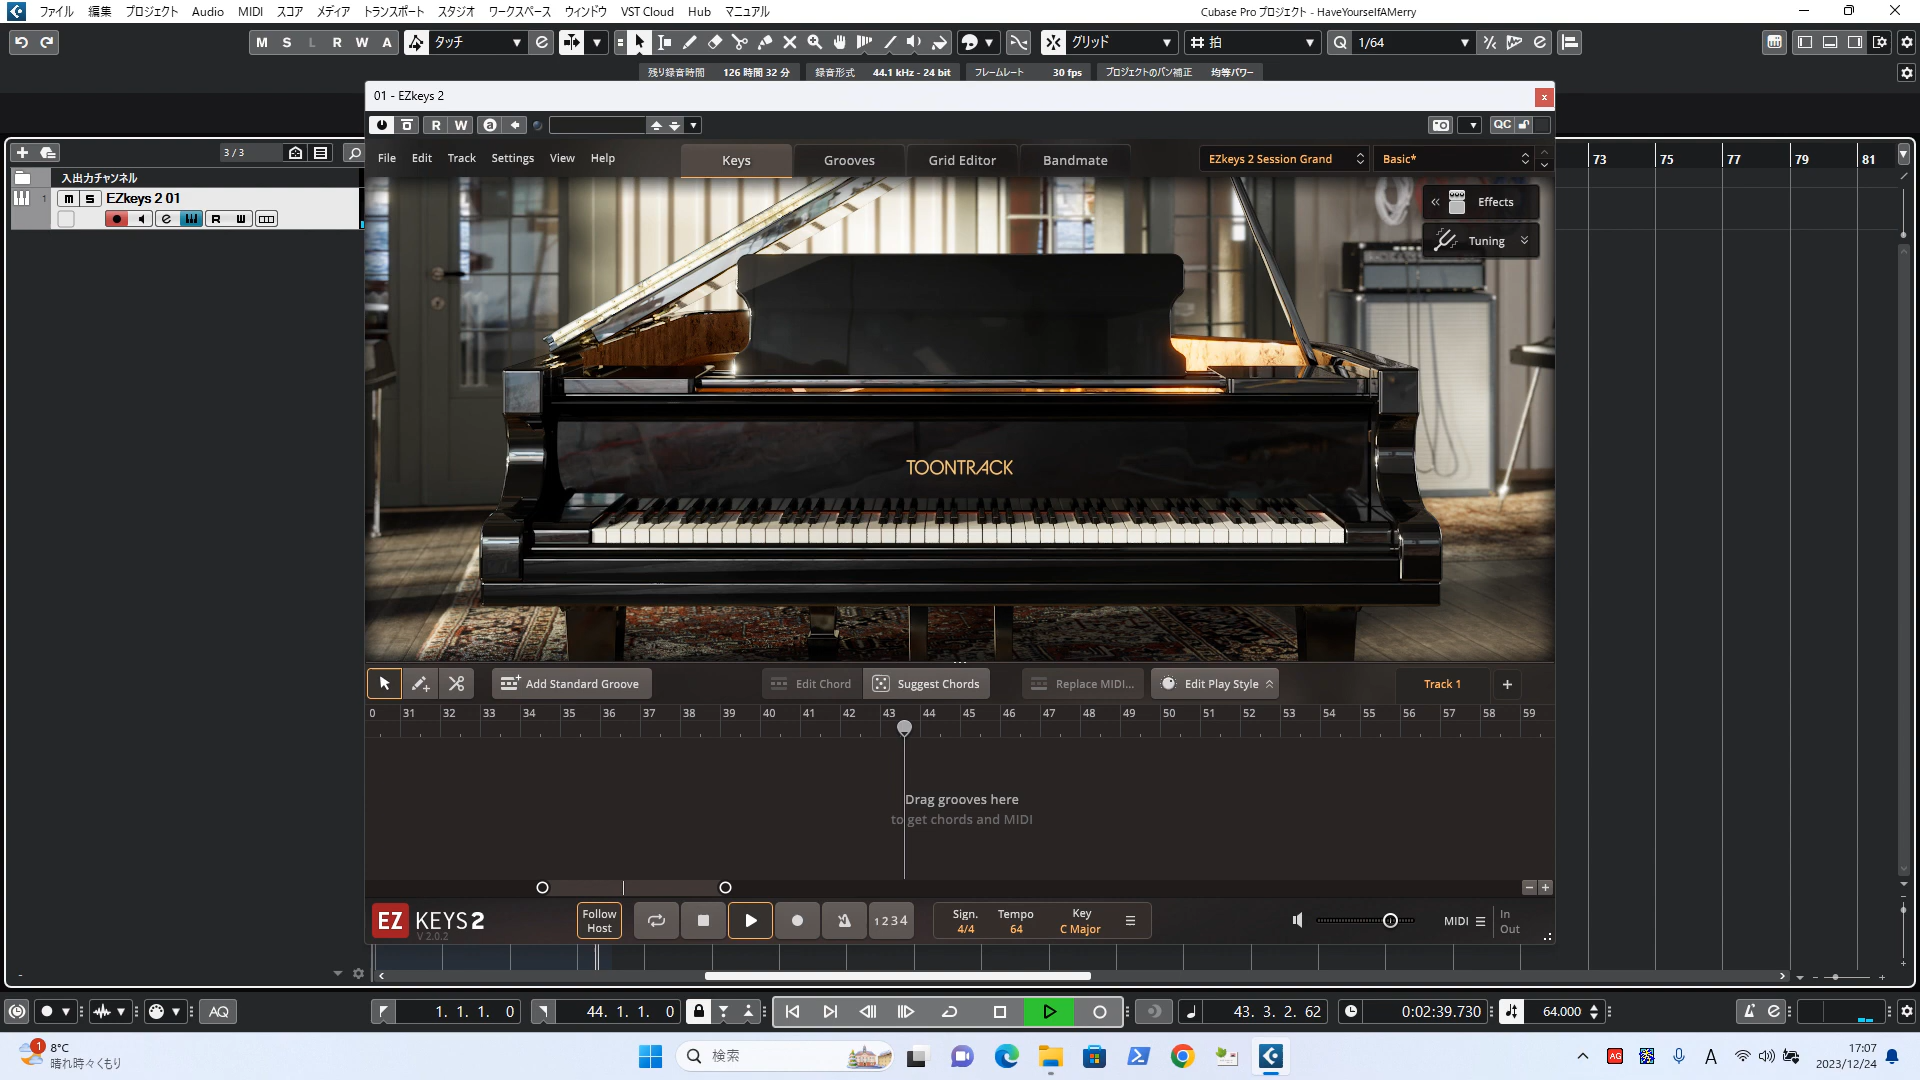 ファイル 編集 プロジェクト Audio MIDI スコア メディア トランスポート スタジオ ワークスペース ウィンドウ VST Cloud Hub マニュアル Cubase Pro プロジェクト - HaveYourselfAMerry
M S L R W A タッチ グリッド 拍 Q 1/64
残り録音時間 126 時間 32 分 録音形式 44.1 kHz - 24 bit フレームレート 30 fps プロジェクトのパン補正 均等パワー
01 - EZkeys 2
R W a QC
3 / 3
File Edit Track Settings View Help Keys Grooves Grid Editor Bandmate EZkeys 2 Session Grand Basic*
73 75 77 79 81
入出力チャンネル
1 m s EZkeys 2 01
e R W
Effects
Tuning
TOONTRACK
Add Standard Groove Edit Chord Suggest Chords Replace MIDI... Edit Play Style Track 1 +
0 31 32 33 34 35 36 37 38 39 40 41 42 43 44 45 46 47 48 49 50 51 52 53 54 55 56 57 58 59
Drag grooves here
to get chords and MIDI
EZ KEYS 2
V 2.0.2
Follow
Host
1 2 3 4
Sign. Tempo Key
4/4 64 C Major
MIDI In
Out
AQ 1. 1. 1. 0 44. 1. 1. 0 43. 3. 2. 62 0:02:39.730 64.000
1 8°C
晴れ時々くもり
検索
AG A
17:07
2023/12/24